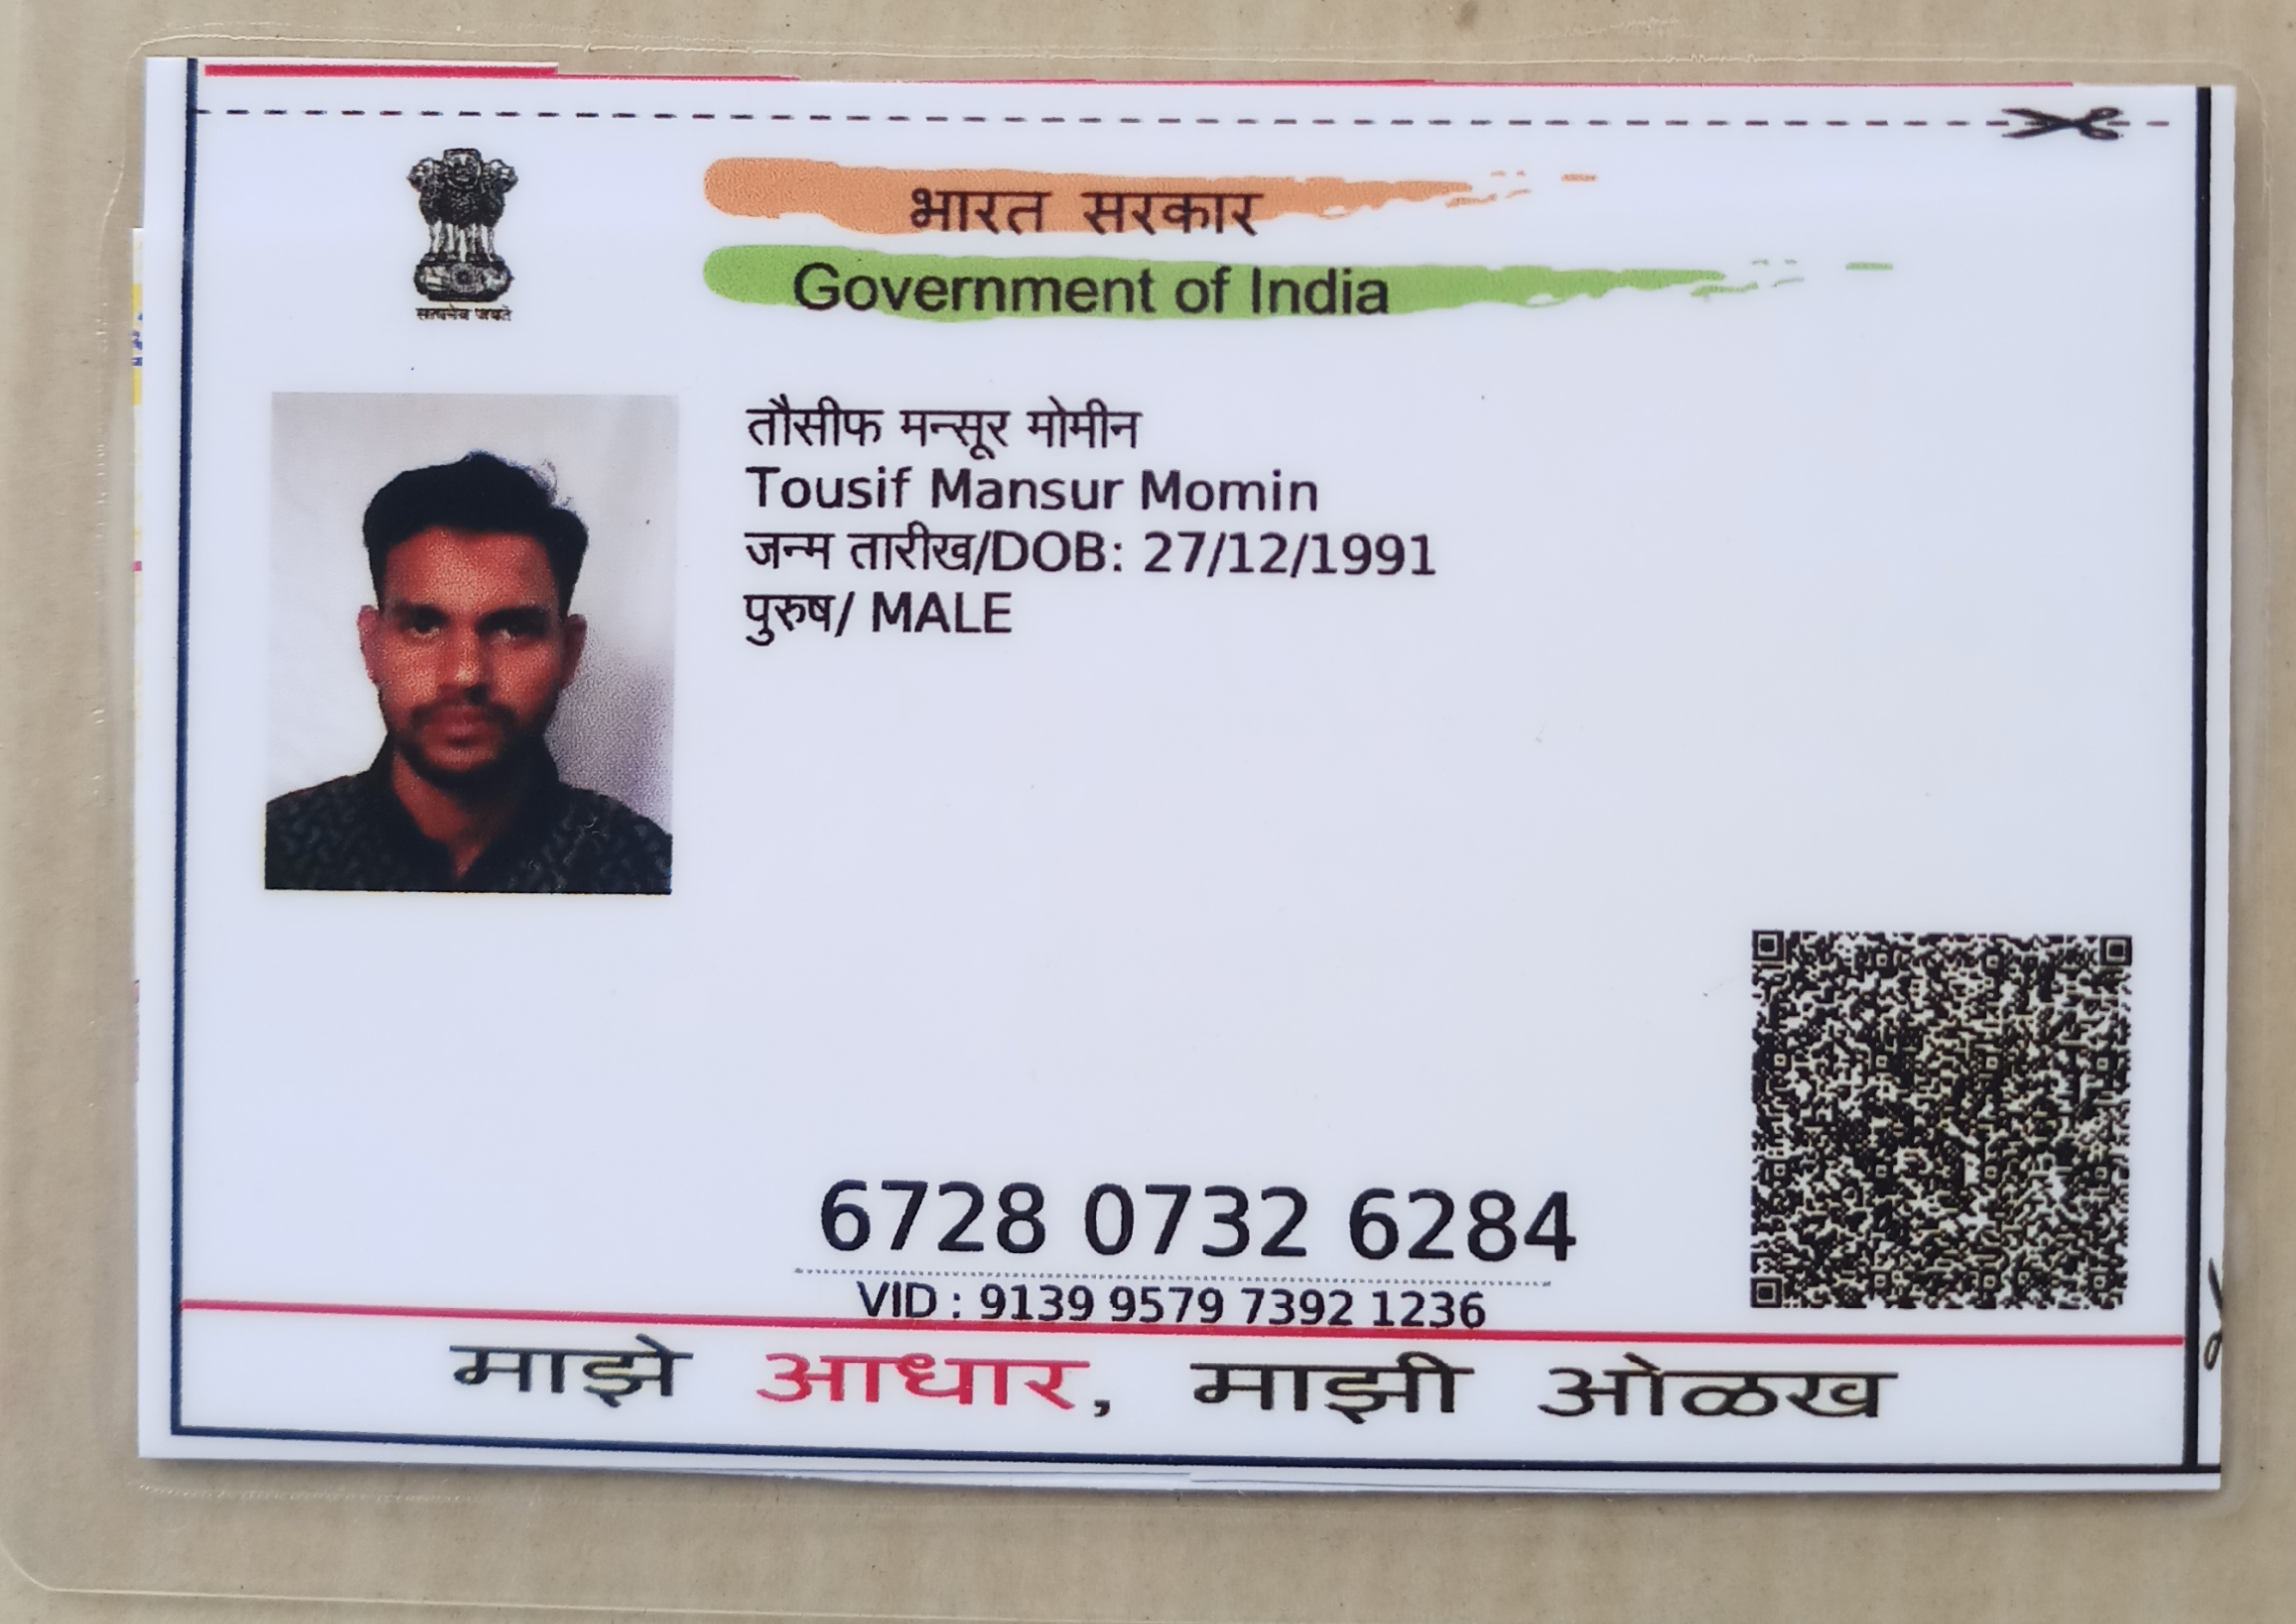 भारत सरकार
Government of India
सत्यमेव जयते
तौसीफ मन्सूर मोमीन
Tousif Mansur Momin
जन्म तारीख/DOB: 27/12/1991
पुरुष/ MALE
6728 0732 6284
VID : 9139 9579 7392 1236
माझे आधार, माझी ओळख